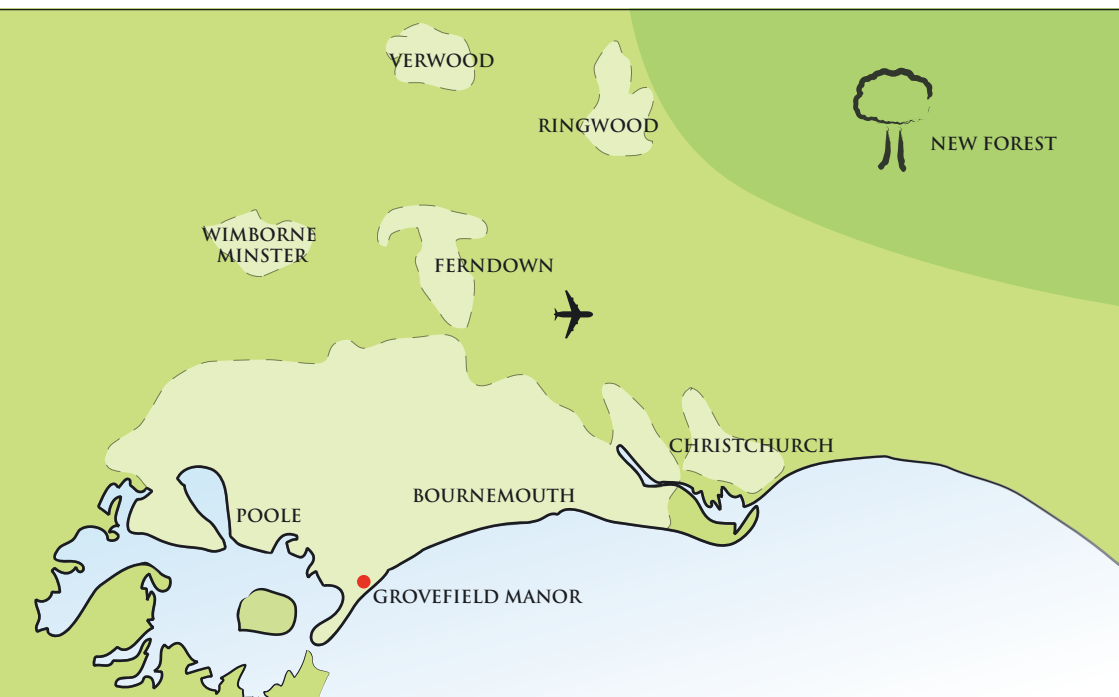 VERWOOD
RINGWOOD
NEW FOREST
WIMBORNE
MINSTER
FERNDOWN
CHRISTCHURCH
BOURNEMOUTH
POOLE
GROVEFIELD MANOR